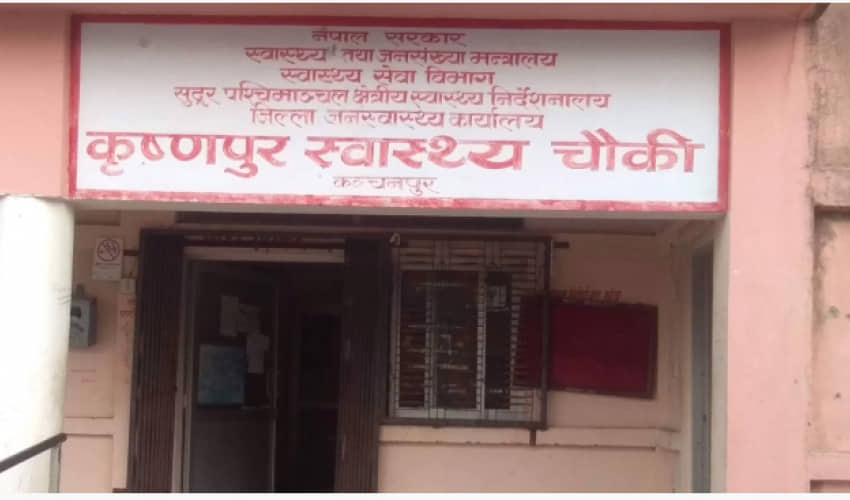 नेपाल सरकार
स्वास्थ्य तथा जनसंख्या मन्त्रालय
स्वास्थ्य सेवा विभाग
सुदूर पश्चिमाञ्चल क्षेत्रीय स्वास्थ्य निर्देशनालय
जिल्ला जनस्वास्थ्य कार्यालय
कृष्णपुर स्वास्थ्य चौकी
कञ्चनपुर